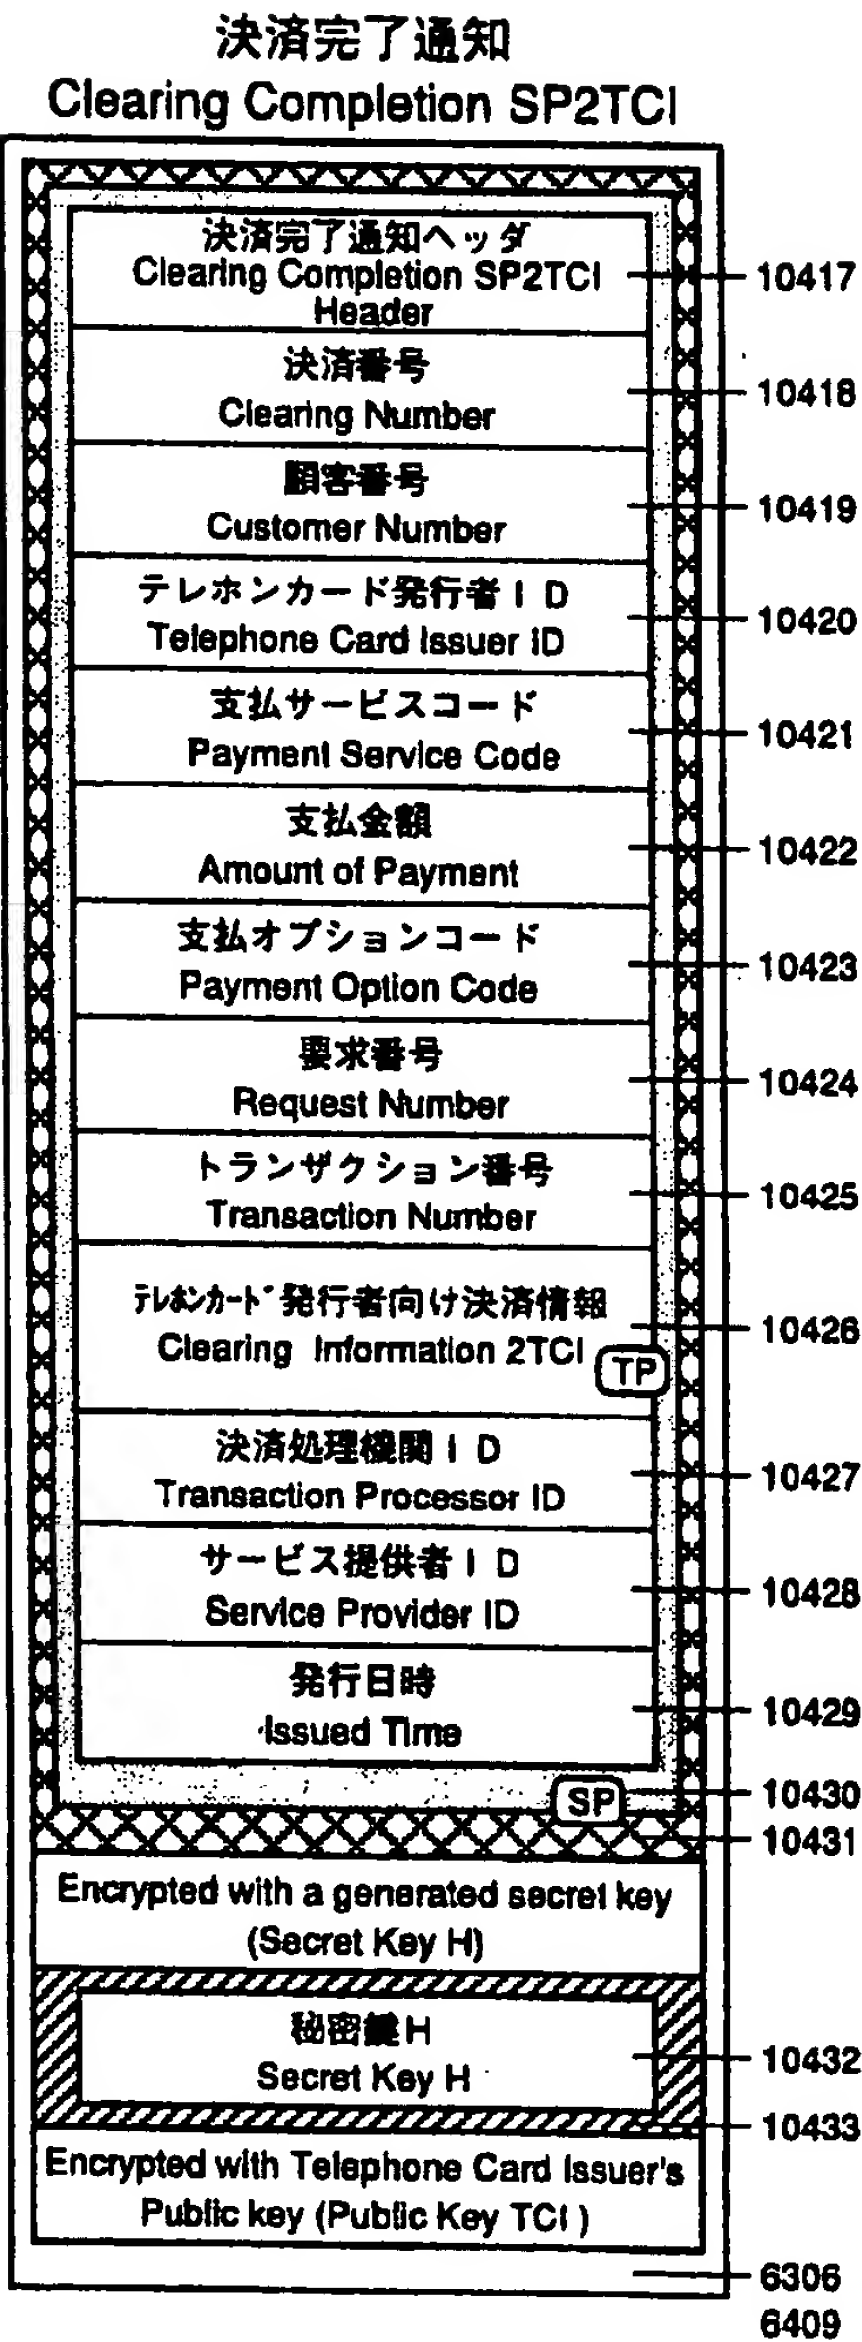 決済完了通知
Clearing Completion SP2TCI
決済完了通知ヘッダ
Clearing Completion SP2TCI
Header
10417
決済番号
Clearing Number
10418
顧客番号
Customer Number
10419
テレホンカード発行者ID
Telephone Card Issuer ID
10420
支払サービスコード
Payment Service Code
10421
支払金額
Amount of Payment
10422
支払オプションコード
Payment Option Code
10423
要求番号
Request Number
10424
トランザクション番号
Transaction Number
10425
テレホンカード発行者向け決済情報
Clearing Information 2TCI
TP
10426
決済処理機関ID
Transaction Processor ID
10427
サービス提供者ID
Service Provider ID
10428
発行日時
Issued Time
10429
SP
10430
10431
Encrypted with a generated secret key
(Secret Key H)
秘密鍵H
Secret Key H
10432
10433
Encrypted with Telephone Card Issuer's
Public key (Public Key TCI)
6306
6409